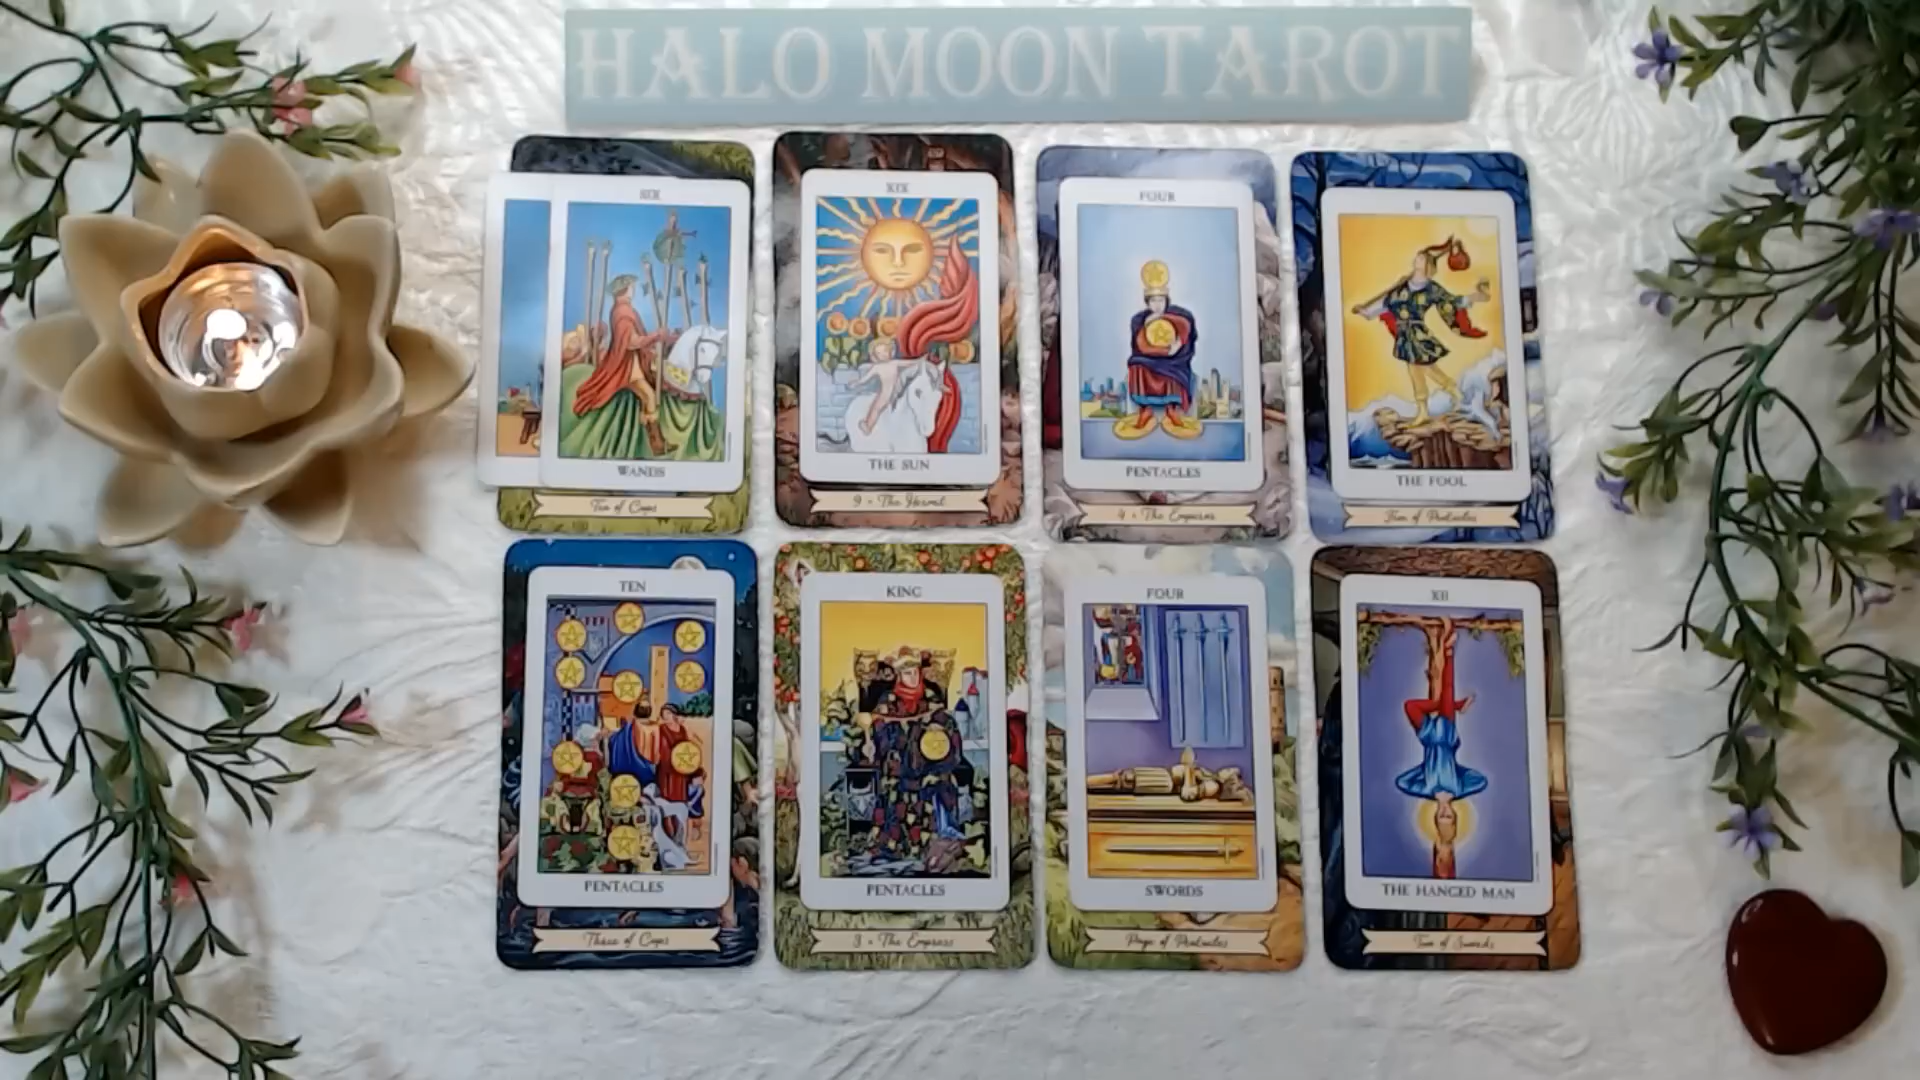 HALO MOON TAROT
SIX
WANDS
Ten of Cups
XIX
THE SUN
9 - The Hermit
FOUR
PENTACLES
4 - The Emperor
THE FOOL
of Pentacles
TEN
PENTACLES
Three of Cups
KING
PENTACLES
3 - The Empress
FOUR
SWORDS
Page of Pentacles
XII
THE HANGED MAN
Two of Swords